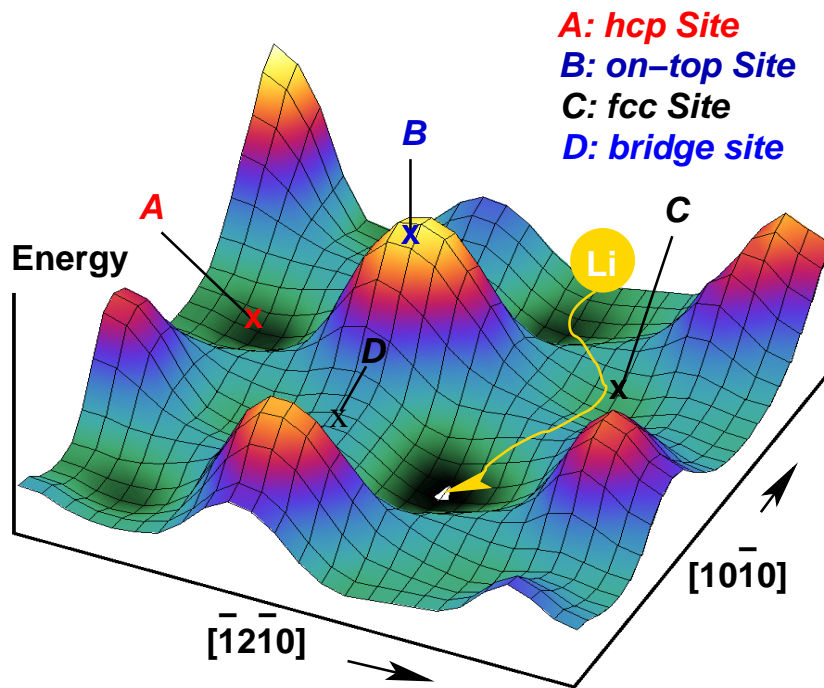 A: hcp Site
B: on–top Site
C: fcc Site
D: bridge site
B
A
C
Energy
Li
D
x
x
x
x
[101̄0]
[1̄21̄0]